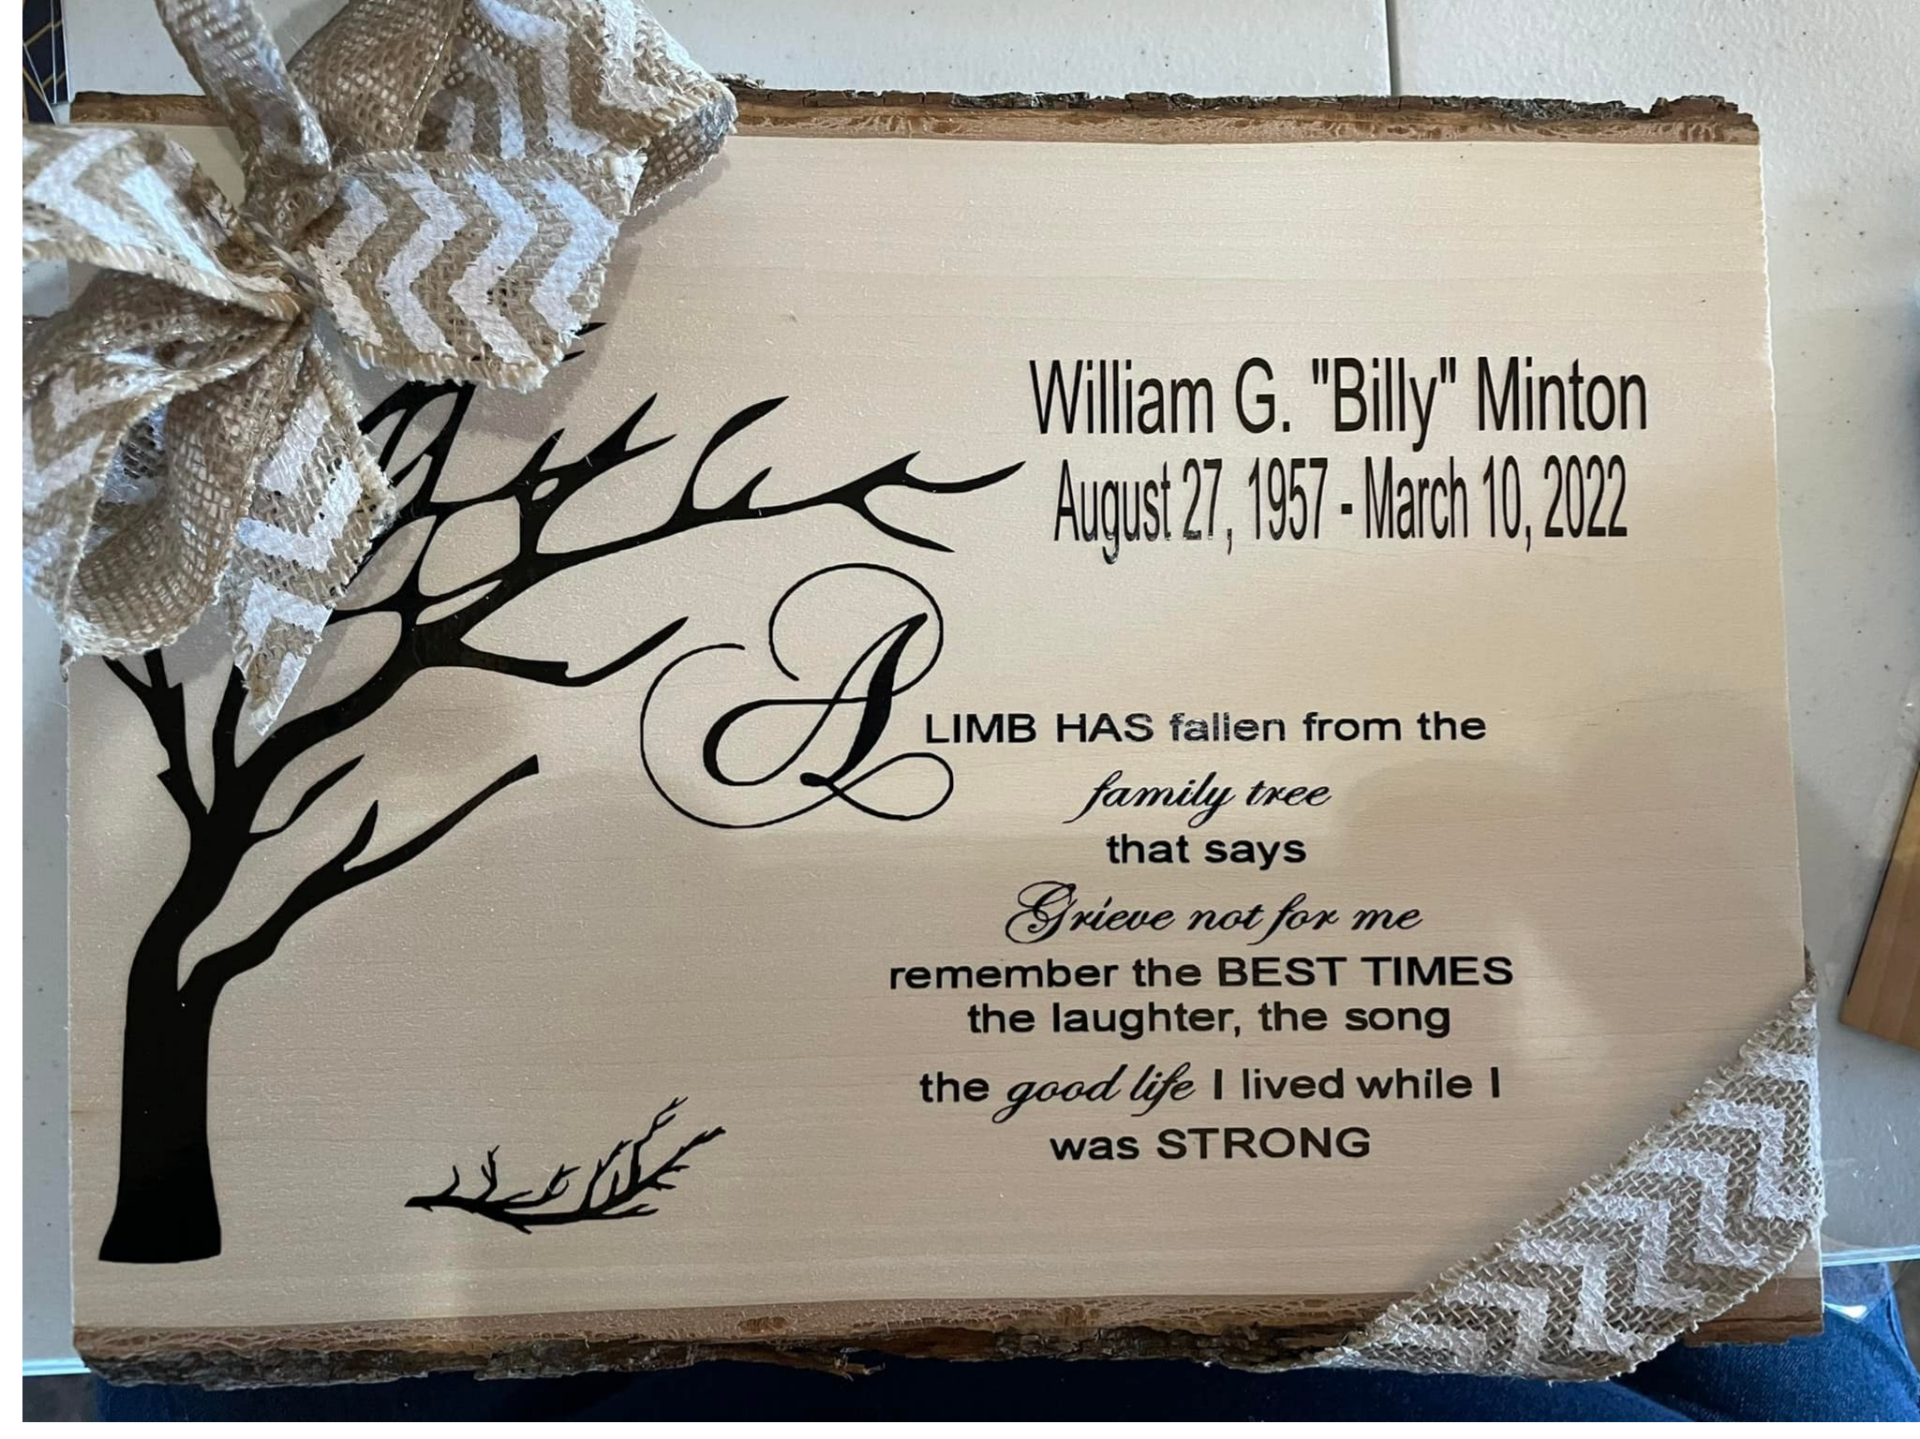 William G. "Billy" Minton
August 27, 1957 - March 10, 2022
A LIMB HAS fallen from the
family tree
that says
Grieve not for me
remember the BEST TIMES
the laughter, the song
the good life I lived while I
was STRONG